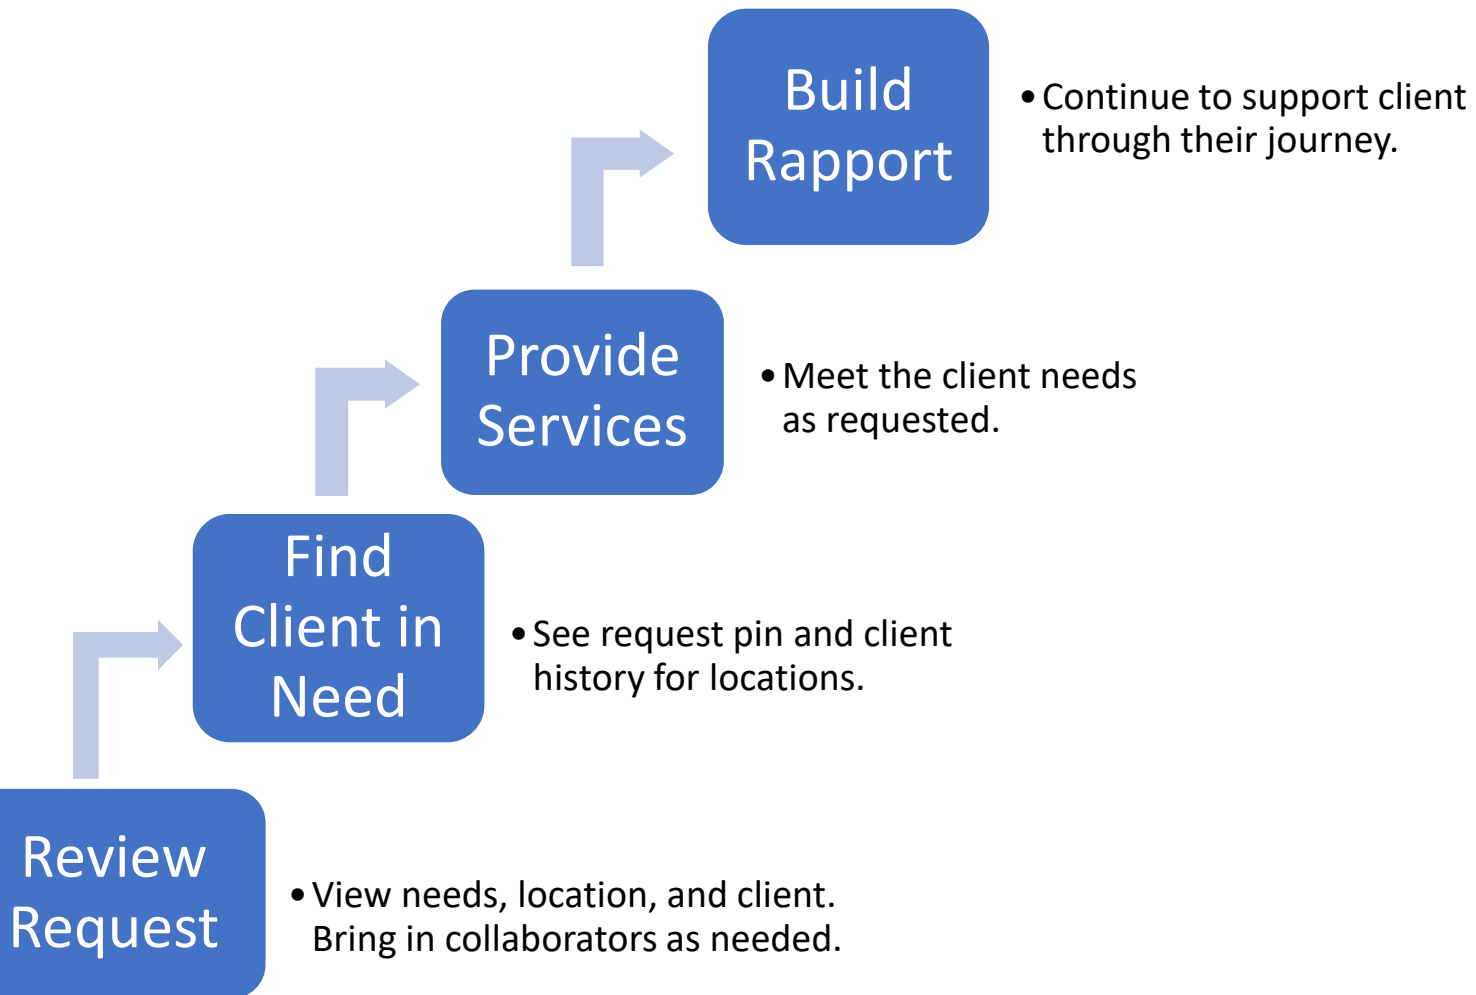 Build
Rapport
•Continue to support client
through their journey.
Provide
Services
•Meet the client needs
as requested.
Find
Client in
Need
•See request pin and client
history for locations.
Review
Request
•View needs, location, and client.
Bring in collaborators as needed.